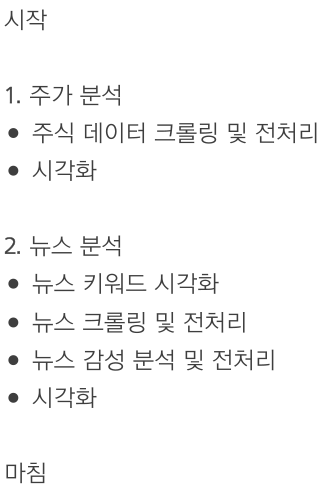 시작
1. 주가 분석
● 주식 데이터 크롤링 및 전처리
● 시각화
2. 뉴스 분석
● 뉴스 키워드 시각화
● 뉴스 크롤링 및 전처리
● 뉴스 감성 분석 및 전처리
● 시각화
마침